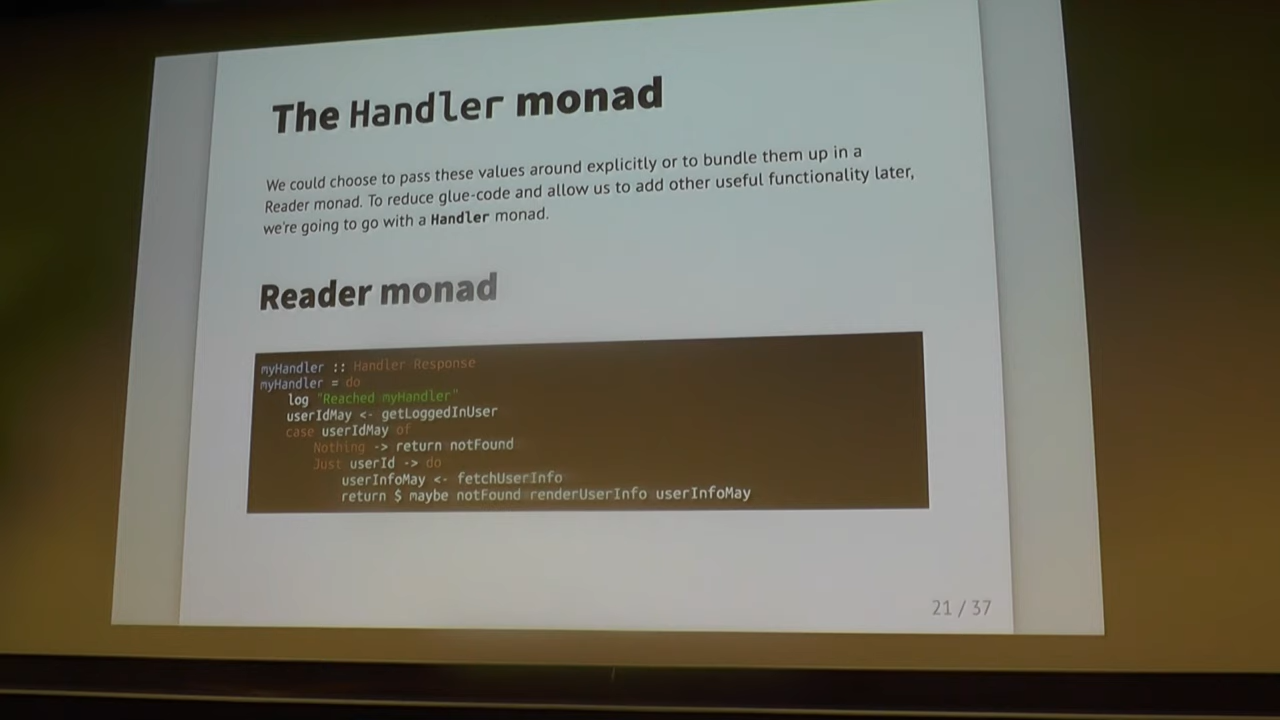 The Handler monad
We could choose to pass these values around explicitly or to bundle them up in a
Reader monad. To reduce glue-code and allow us to add other useful functionality later,
we're going to go with a Handler monad.
Reader monad
myHandler :: Handler Response
myHandler = do
    log "Reached myHandler"
    userIdMay <- getLoggedInUser
    case userIdMay of
        Nothing -> return notFound
        Just userId -> do
            userInfoMay <- fetchUserInfo
            return $ maybe notFound renderUserInfo userInfoMay
21 / 37